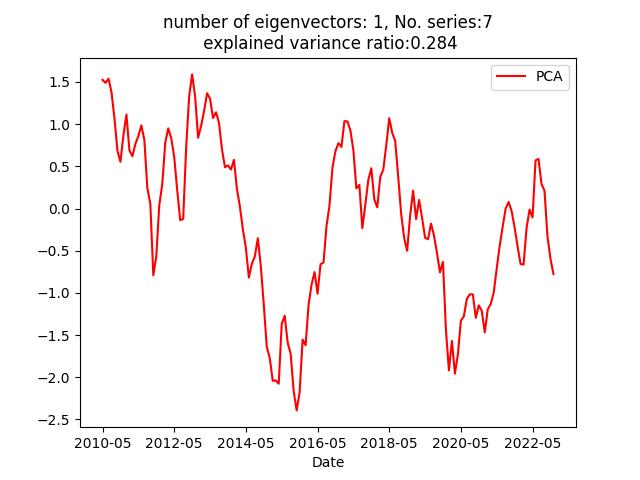 number of eigenvectors: 1, No. series:7
explained variance ratio:0.284
PCA
1.5
1.0
0.5
0.0
−0.5
−1.0
−1.5
−2.0
−2.5
2010-05 2012-05 2014-05 2016-05 2018-05 2020-05 2022-05
Date